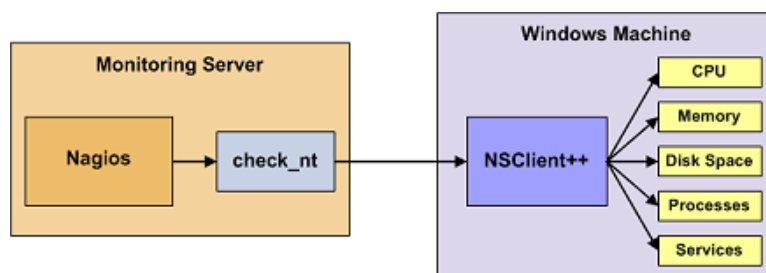 Monitoring Server
Nagios
check_nt
Windows Machine
NSClient++
CPU
Memory
Disk Space
Processes
Services